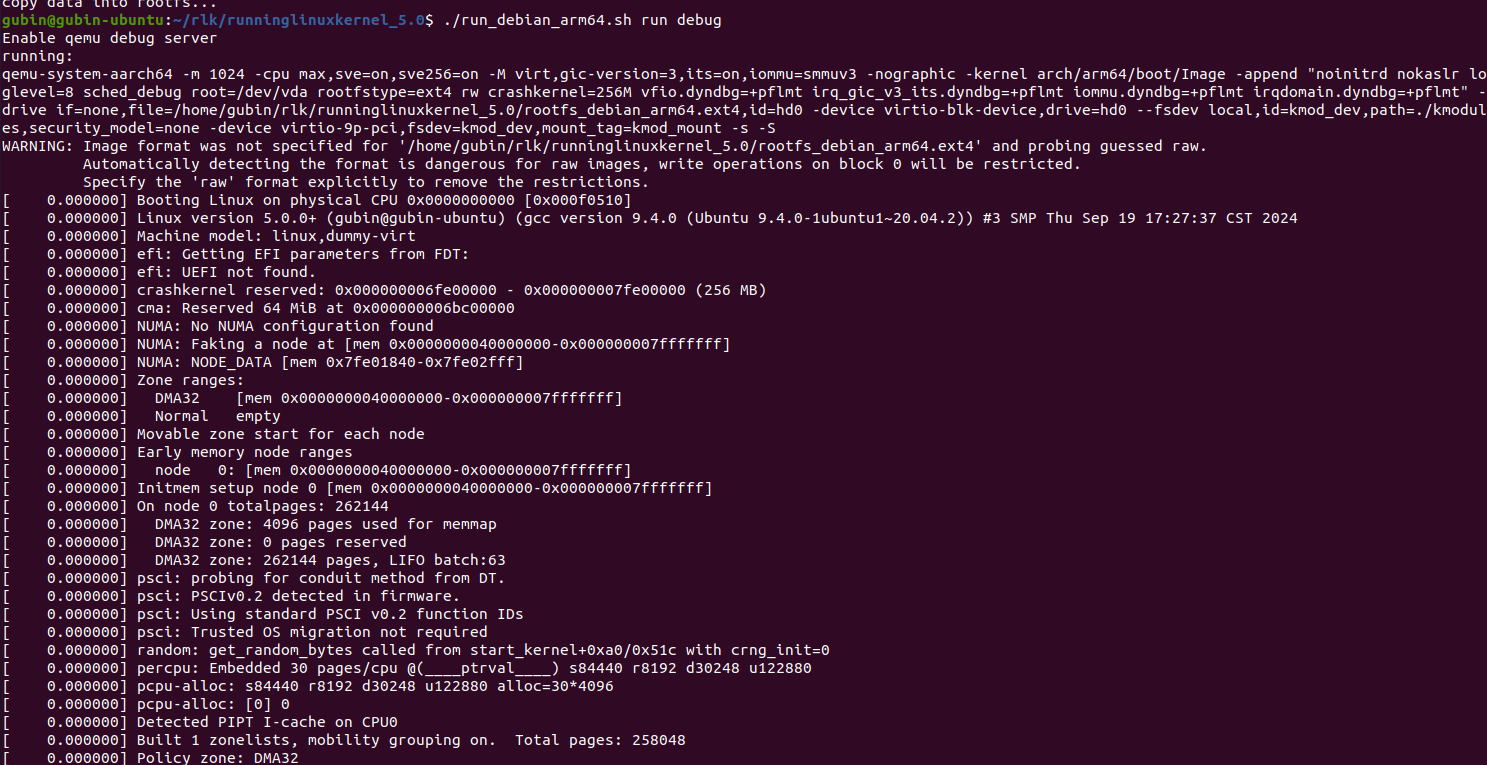 copy data into rootfs...
gubin@gubin-ubuntu:~/rlk/runninglinuxkernel_5.0$ ./run_debian_arm64.sh run debug
Enable qemu debug server
running:
qemu-system-aarch64 -m 1024 -cpu max,sve=on,sve256=on -M virt,gic-version=3,its=on,iommu=smmuv3 -nographic -kernel arch/arm64/boot/Image -append "noinitrd nokaslr lo
glevel=8 sched_debug root=/dev/vda rootfstype=ext4 rw crashkernel=256M vfio.dyndbg=+pflmt irq_gic_v3_its.dyndbg=+pflmt iommu.dyndbg=+pflmt irqdomain.dyndbg=+pflmt" -
drive if=none,file=/home/gubin/rlk/runninglinuxkernel_5.0/rootfs_debian_arm64.ext4,id=hd0 -device virtio-blk-device,drive=hd0 --fsdev local,id=kmod_dev,path=./kmodul
es,security_model=none -device virtio-9p-pci,fsdev=kmod_dev,mount_tag=kmod_mount -s -S
WARNING: Image format was not specified for '/home/gubin/rlk/runninglinuxkernel_5.0/rootfs_debian_arm64.ext4' and probing guessed raw.
         Automatically detecting the format is dangerous for raw images, write operations on block 0 will be restricted.
         Specify the 'raw' format explicitly to remove the restrictions.
[    0.000000] Booting Linux on physical CPU 0x0000000000 [0x000f0510]
[    0.000000] Linux version 5.0.0+ (gubin@gubin-ubuntu) (gcc version 9.4.0 (Ubuntu 9.4.0-1ubuntu1~20.04.2)) #3 SMP Thu Sep 19 17:27:37 CST 2024
[    0.000000] Machine model: linux,dummy-virt
[    0.000000] efi: Getting EFI parameters from FDT:
[    0.000000] efi: UEFI not found.
[    0.000000] crashkernel reserved: 0x000000006fe00000 - 0x000000007fe00000 (256 MB)
[    0.000000] cma: Reserved 64 MiB at 0x000000006bc00000
[    0.000000] NUMA: No NUMA configuration found
[    0.000000] NUMA: Faking a node at [mem 0x0000000040000000-0x000000007fffffff]
[    0.000000] NUMA: NODE_DATA [mem 0x7fe01840-0x7fe02fff]
[    0.000000] Zone ranges:
[    0.000000]   DMA32    [mem 0x0000000040000000-0x000000007fffffff]
[    0.000000]   Normal   empty
[    0.000000] Movable zone start for each node
[    0.000000] Early memory node ranges
[    0.000000]   node   0: [mem 0x0000000040000000-0x000000007fffffff]
[    0.000000] Initmem setup node 0 [mem 0x0000000040000000-0x000000007fffffff]
[    0.000000] On node 0 totalpages: 262144
[    0.000000]   DMA32 zone: 4096 pages used for memmap
[    0.000000]   DMA32 zone: 0 pages reserved
[    0.000000]   DMA32 zone: 262144 pages, LIFO batch:63
[    0.000000] psci: probing for conduit method from DT.
[    0.000000] psci: PSCIv0.2 detected in firmware.
[    0.000000] psci: Using standard PSCI v0.2 function IDs
[    0.000000] psci: Trusted OS migration not required
[    0.000000] random: get_random_bytes called from start_kernel+0xa0/0x51c with crng_init=0
[    0.000000] percpu: Embedded 30 pages/cpu @(____ptrval____) s84440 r8192 d30248 u122880
[    0.000000] pcpu-alloc: s84440 r8192 d30248 u122880 alloc=30*4096
[    0.000000] pcpu-alloc: [0] 0
[    0.000000] Detected PIPT I-cache on CPU0
[    0.000000] Built 1 zonelists, mobility grouping on.  Total pages: 258048
[    0.000000] Policy zone: DMA32